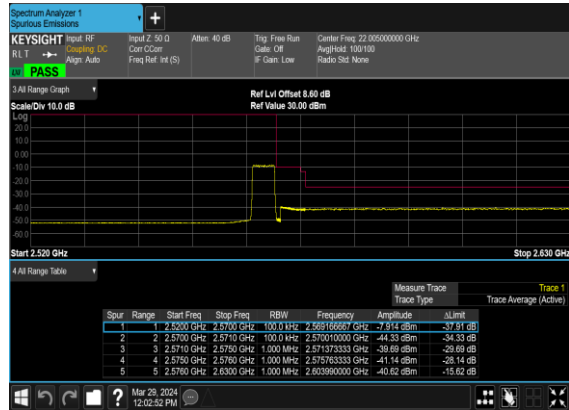 Spectrum Analyzer 1
Spurious Emissions
KEYSIGHT Input: RF Input Z: 50 Ω Atten: 40 dB Trig: Free Run Center Freq: 22.005000000 GHz
RLT Coupling: DC Corr CCorr Gate: Off Avg|Hold: 100/100
Align: Auto Freq Ref: Int (S) IF Gain: Low Radio Std: None
PASS
3 All Range Graph
Ref Lvl Offset 8.60 dB
Scale/Div 10.0 dB Ref Value 30.00 dBm
Log
20.0
10.0
0.00
-10.0
-20.0
-30.0
-40.0
-50.0
-60.0
Start 2.520 GHz Stop 2.630 GHz
4 All Range Table
Measure Trace Trace 1
Trace Type Trace Average (Active)
Spur Range Start Freq Stop Freq RBW Frequency Amplitude ΔLimit
1 1 2.5200 GHz 2.5700 GHz 100.0 kHz 2.569166667 GHz -7.914 dBm -37.91 dB
2 2 2.5700 GHz 2.5710 GHz 100.0 kHz 2.570010000 GHz -44.33 dBm -34.33 dB
3 3 2.5710 GHz 2.5750 GHz 1.000 MHz 2.571373333 GHz -39.69 dBm -29.69 dB
4 4 2.5750 GHz 2.5760 GHz 1.000 MHz 2.575763333 GHz -41.14 dBm -28.14 dB
5 5 2.5760 GHz 2.6300 GHz 1.000 MHz 2.603990000 GHz -40.62 dBm -15.62 dB
Mar 29, 2024
12:02:52 PM